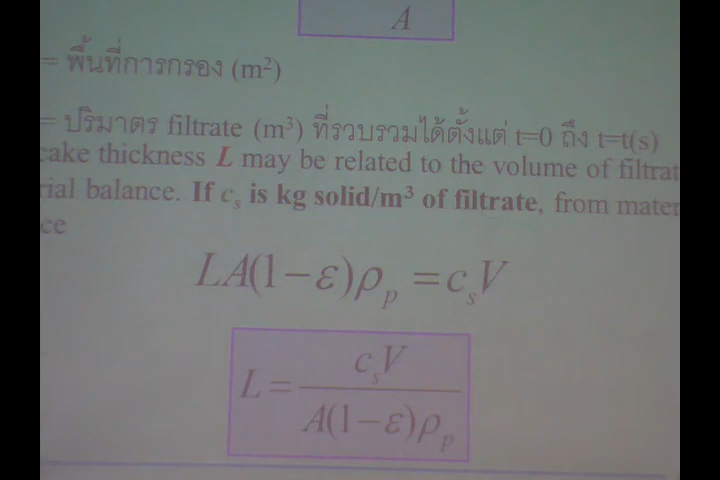 A
= พื้นที่การกรอง (m²)
= ปริมาตร filtrate (m³) ที่รวบรวมได้ตั้งแต่ t=0 ถึง t=t(s)
cake thickness L may be related to the volume of filtrat
rial balance. If cₛ is kg solid/m³ of filtrate, from mater
ce
LA(1−ε)ρₚ = cₛV
L = cₛV / A(1−ε)ρₚ